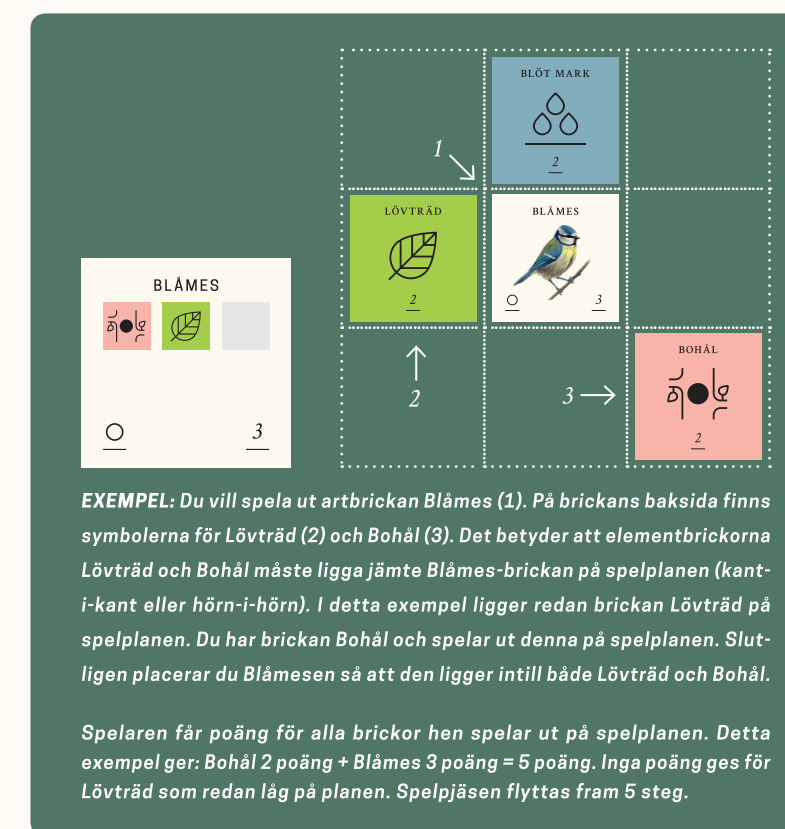 BLÖT MARK
2
1
LÖVTRÄD
2
BLÅMES
3
BLÅMES
3
2
3
BOHÅL
2
EXEMPEL: Du vill spela ut artbrickan Blåmes (1). På brickans baksida finns
symbolerna för Lövträd (2) och Bohål (3). Det betyder att elementbrickorna
Lövträd och Bohål måste ligga jämte Blåmes-brickan på spelplanen (kant-
i-kant eller hörn-i-hörn). I detta exempel ligger redan brickan Lövträd på
spelplanen. Du har brickan Bohål och spelar ut denna på spelplanen. Slut-
ligen placerar du Blåmesen så att den ligger intill både Lövträd och Bohål.
Spelaren får poäng för alla brickor hen spelar ut på spelplanen. Detta
exempel ger: Bohål 2 poäng + Blåmes 3 poäng = 5 poäng. Inga poäng ges för
Lövträd som redan låg på planen. Spelpjäsen flyttas fram 5 steg.